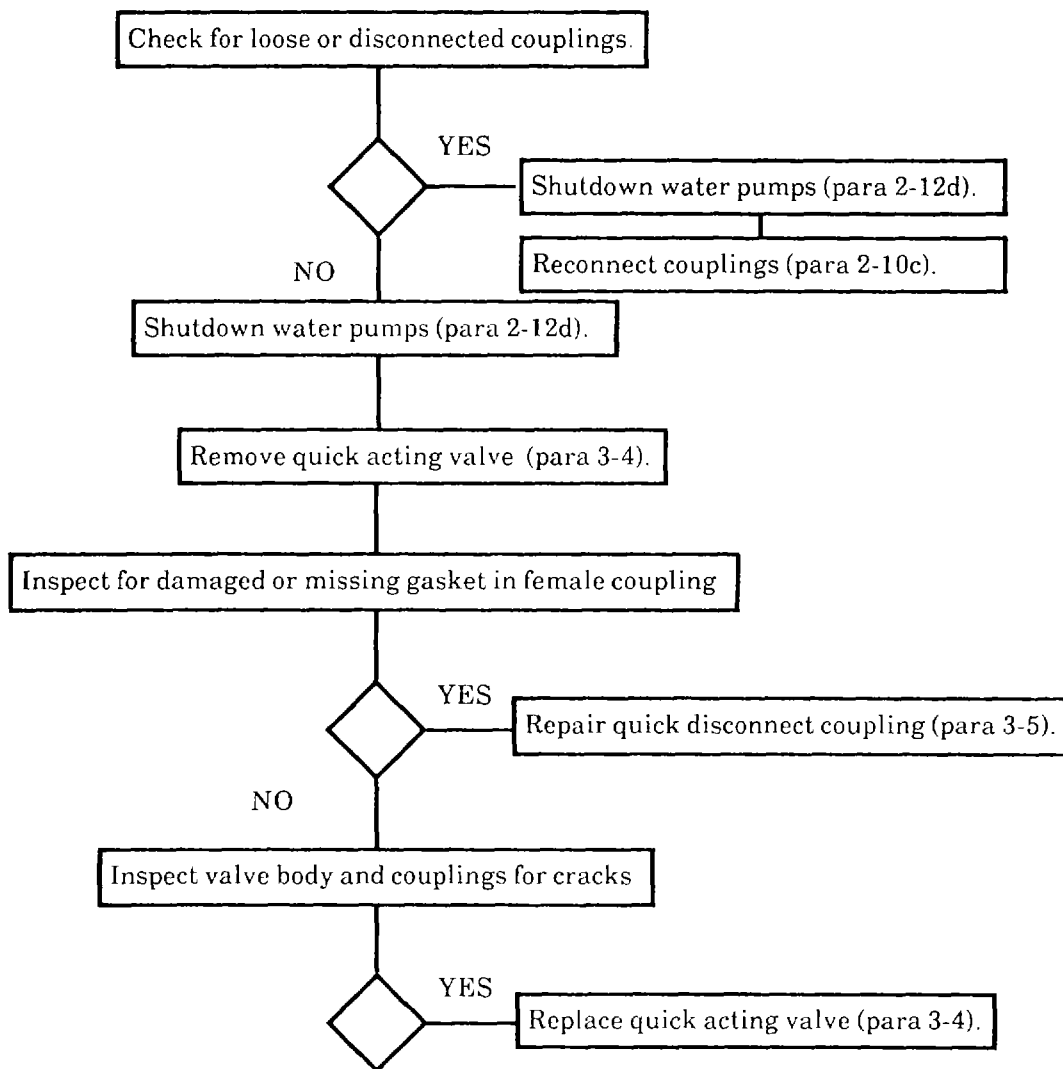 Check for loose or disconnected couplings.
YES
Shutdown water pumps (para 2-12d).
Reconnect couplings (para 2-10c).
NO
Shutdown water pumps (para 2-12d).
Remove quick acting valve (para 3-4).
Inspect for damaged or missing gasket in female coupling
YES
Repair quick disconnect coupling (para 3-5).
NO
Inspect valve body and couplings for cracks
YES
Replace quick acting valve (para 3-4).